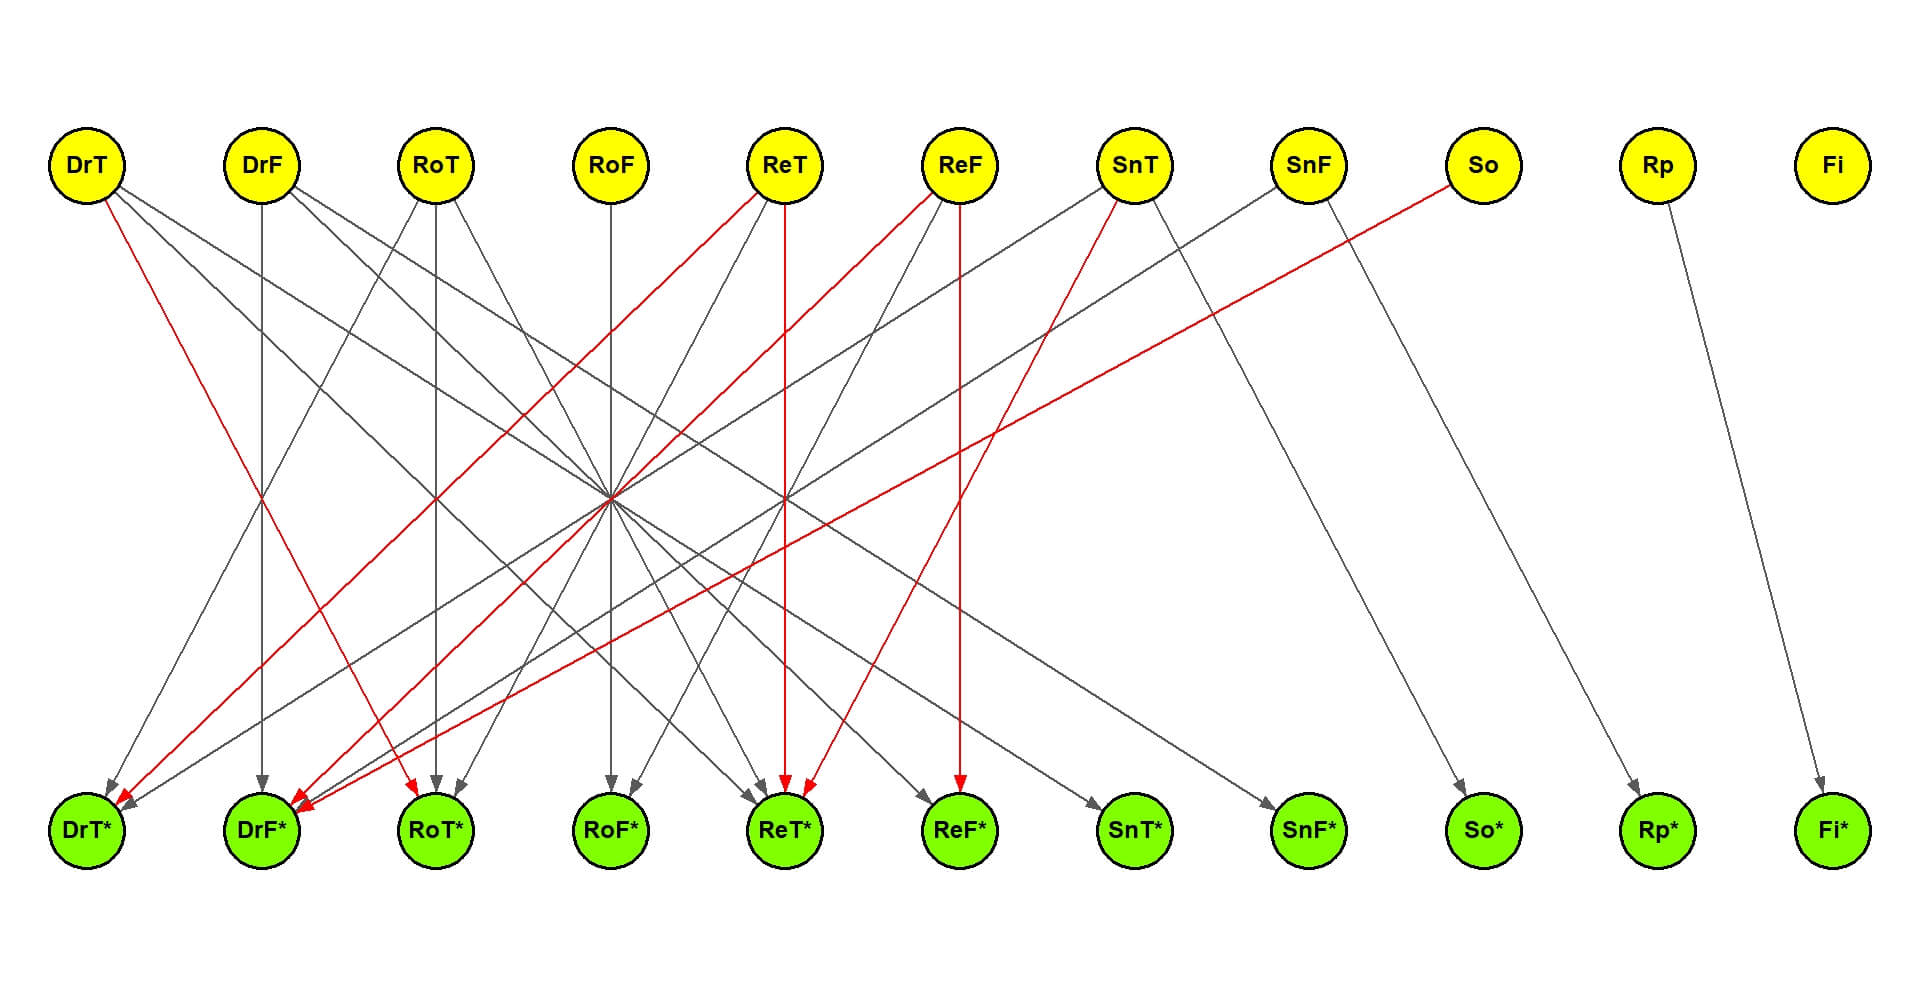 DrT DrF RoT RoF ReT ReF SnT SnF So Rp Fi
DrT* DrF* RoT* RoF* ReT* ReF* SnT* SnF* So* Rp* Fi*